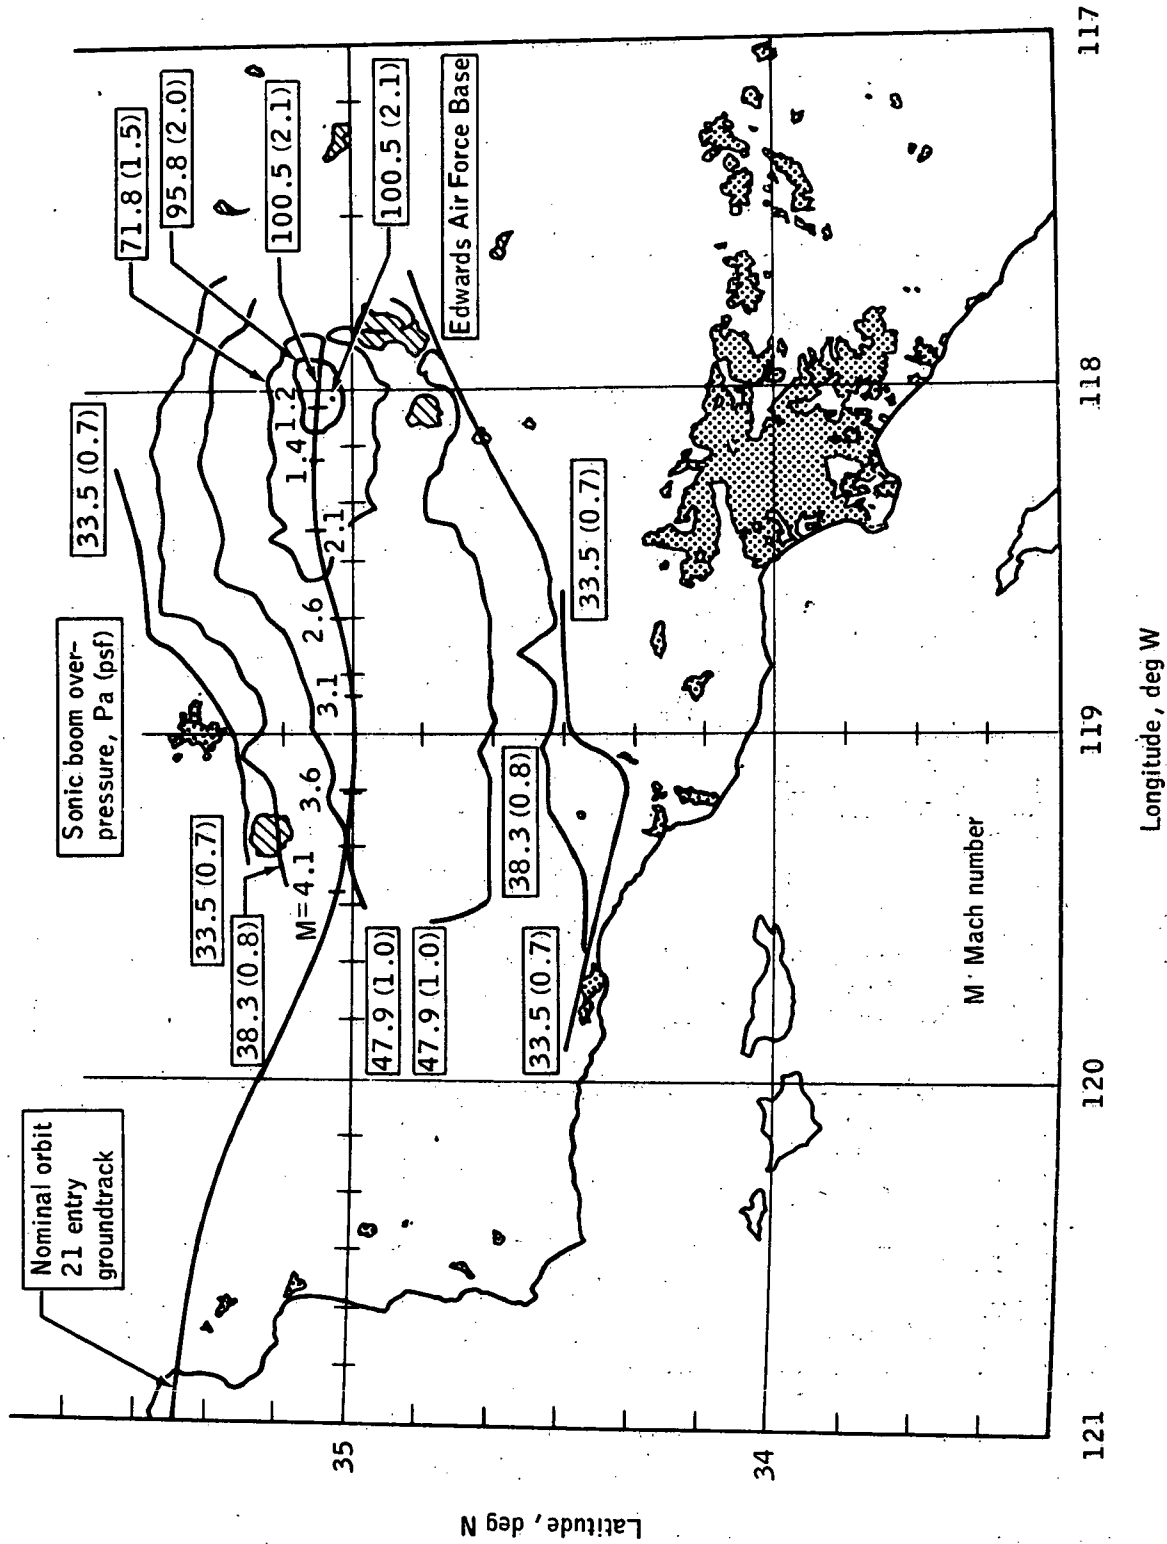 Nominal orbit
21 entry
groundtrack
Sonic boom over-
pressure, Pa (psf)
33.5 (0.7)
71.8 (1.5)
95.8 (2.0)
100.5 (2.1)
100.5 (2.1)
Edwards Air Force Base
33.5 (0.7)
38.3 (0.8)
M=4.1
3.6
3.1
2.6
2.1
1.4
1.2
47.9 (1.0)
47.9 (1.0)
38.3 (0.8)
33.5 (0.7)
33.5 (0.7)
M · Mach number
35
34
Latitude, deg N
121
120
119
118
117
Longitude, deg W